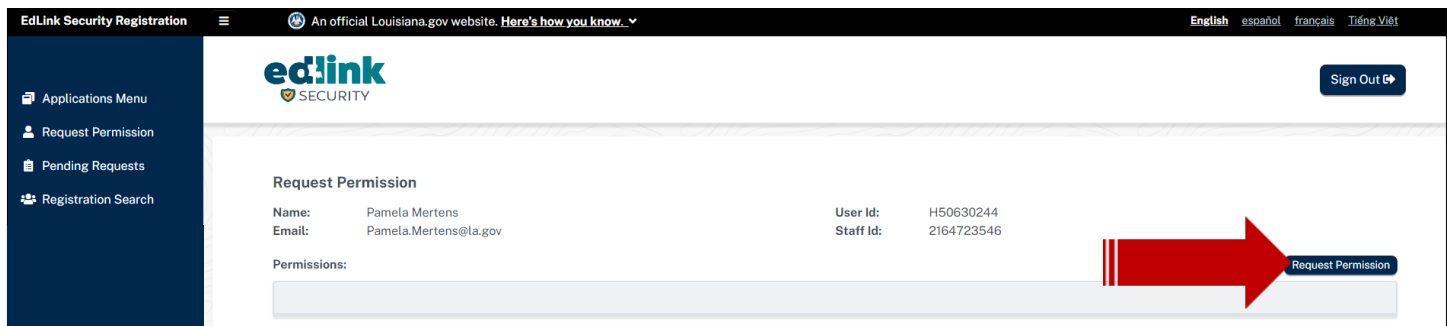 EdLink Security Registration
An official Louisiana.gov website. Here's how you know.
English español français Tiếng Việt
Applications Menu
Request Permission
Pending Requests
Registration Search
edlink
SECURITY
Sign Out
Request Permission
Name: Pamela Mertens User Id: H50630244
Email: Pamela.Mertens@la.gov Staff Id: 2164723546
Permissions: Request Permission